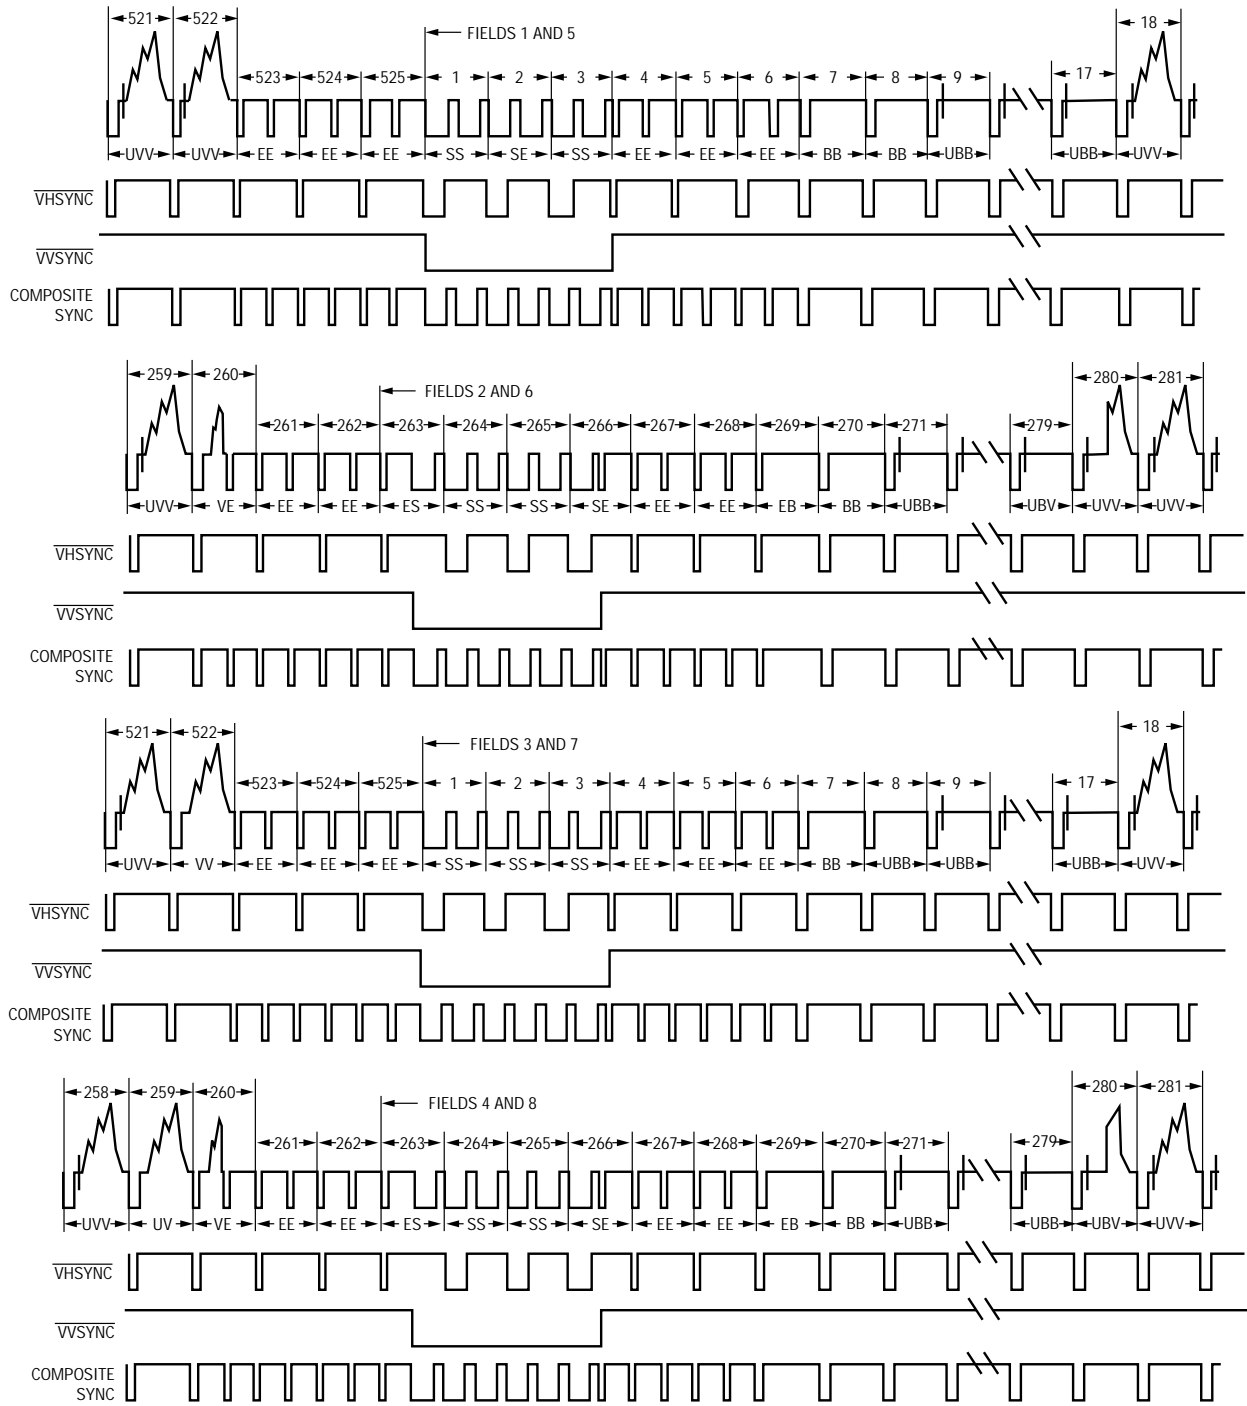 521 522 FIELDS 1 AND 5 18
523 524 525 1 2 3 4 5 6 7 8 9 17
UVV UVV EE EE EE SS SE SS EE EE EE BB BB UBB UBB UVV
VHSYNC
VVSYNC
COMPOSITE
SYNC
259 260 FIELDS 2 AND 6 280 281
261 262 263 264 265 266 267 268 269 270 271 279
UVV VE EE EE ES SS SS SE EE EE EB BB UBB UBV UVV UVV
VHSYNC
VVSYNC
COMPOSITE
SYNC
521 522 FIELDS 3 AND 7 18
523 524 525 1 2 3 4 5 6 7 8 9 17
UVV VV EE EE EE SS SS SS EE EE EE BB UBB UBB UBB UVV
VHSYNC
VVSYNC
COMPOSITE
SYNC
258 259 260 FIELDS 4 AND 8 280 281
261 262 263 264 265 266 267 268 269 270 271 279
UVV UV VE EE EE ES SS SS SE EE EE EB BB UBB UBB UBV UVV
VHSYNC
VVSYNC
COMPOSITE
SYNC